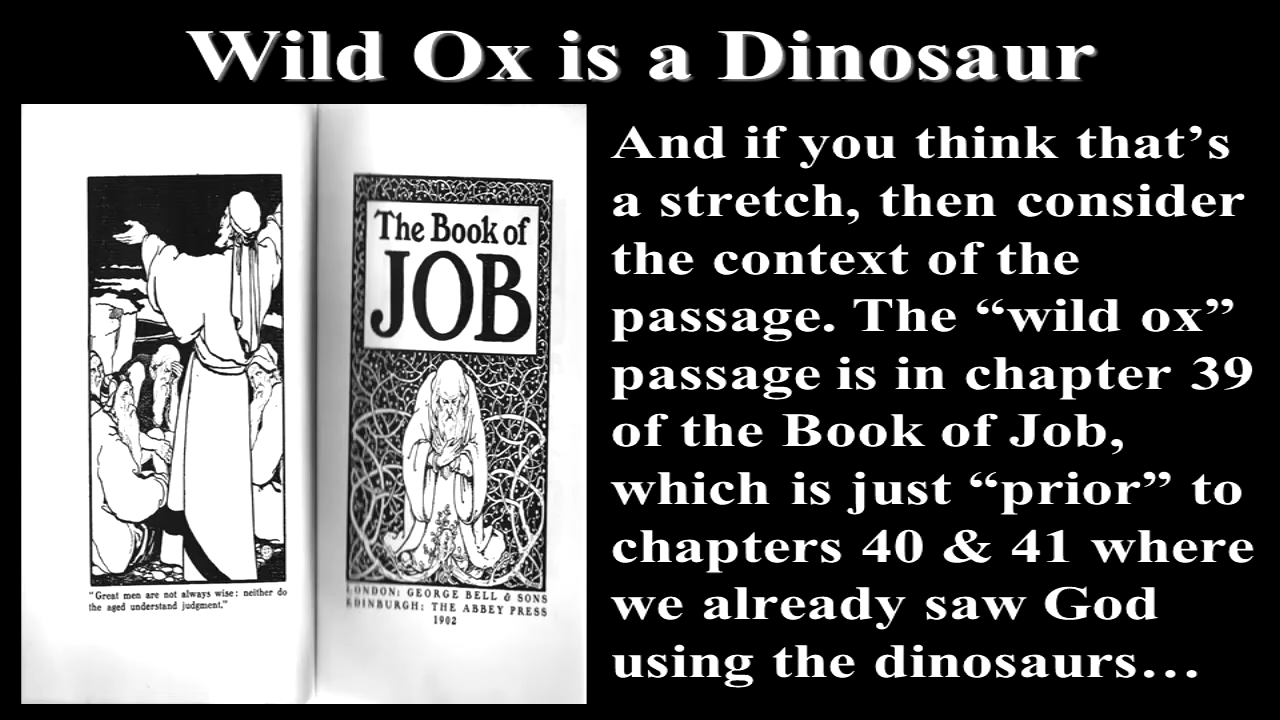 Wild Ox is a Dinosaur
The Book of
JOB
"Great men are not always wise: neither do
the aged understand judgment."
LONDON: GEORGE BELL & SONS
EDINBURGH: THE ABBEY PRESS
1902
And if you think that’s
a stretch, then consider
the context of the
passage. The “wild ox”
passage is in chapter 39
of the Book of Job,
which is just “prior” to
chapters 40 & 41 where
we already saw God
using the dinosaurs…